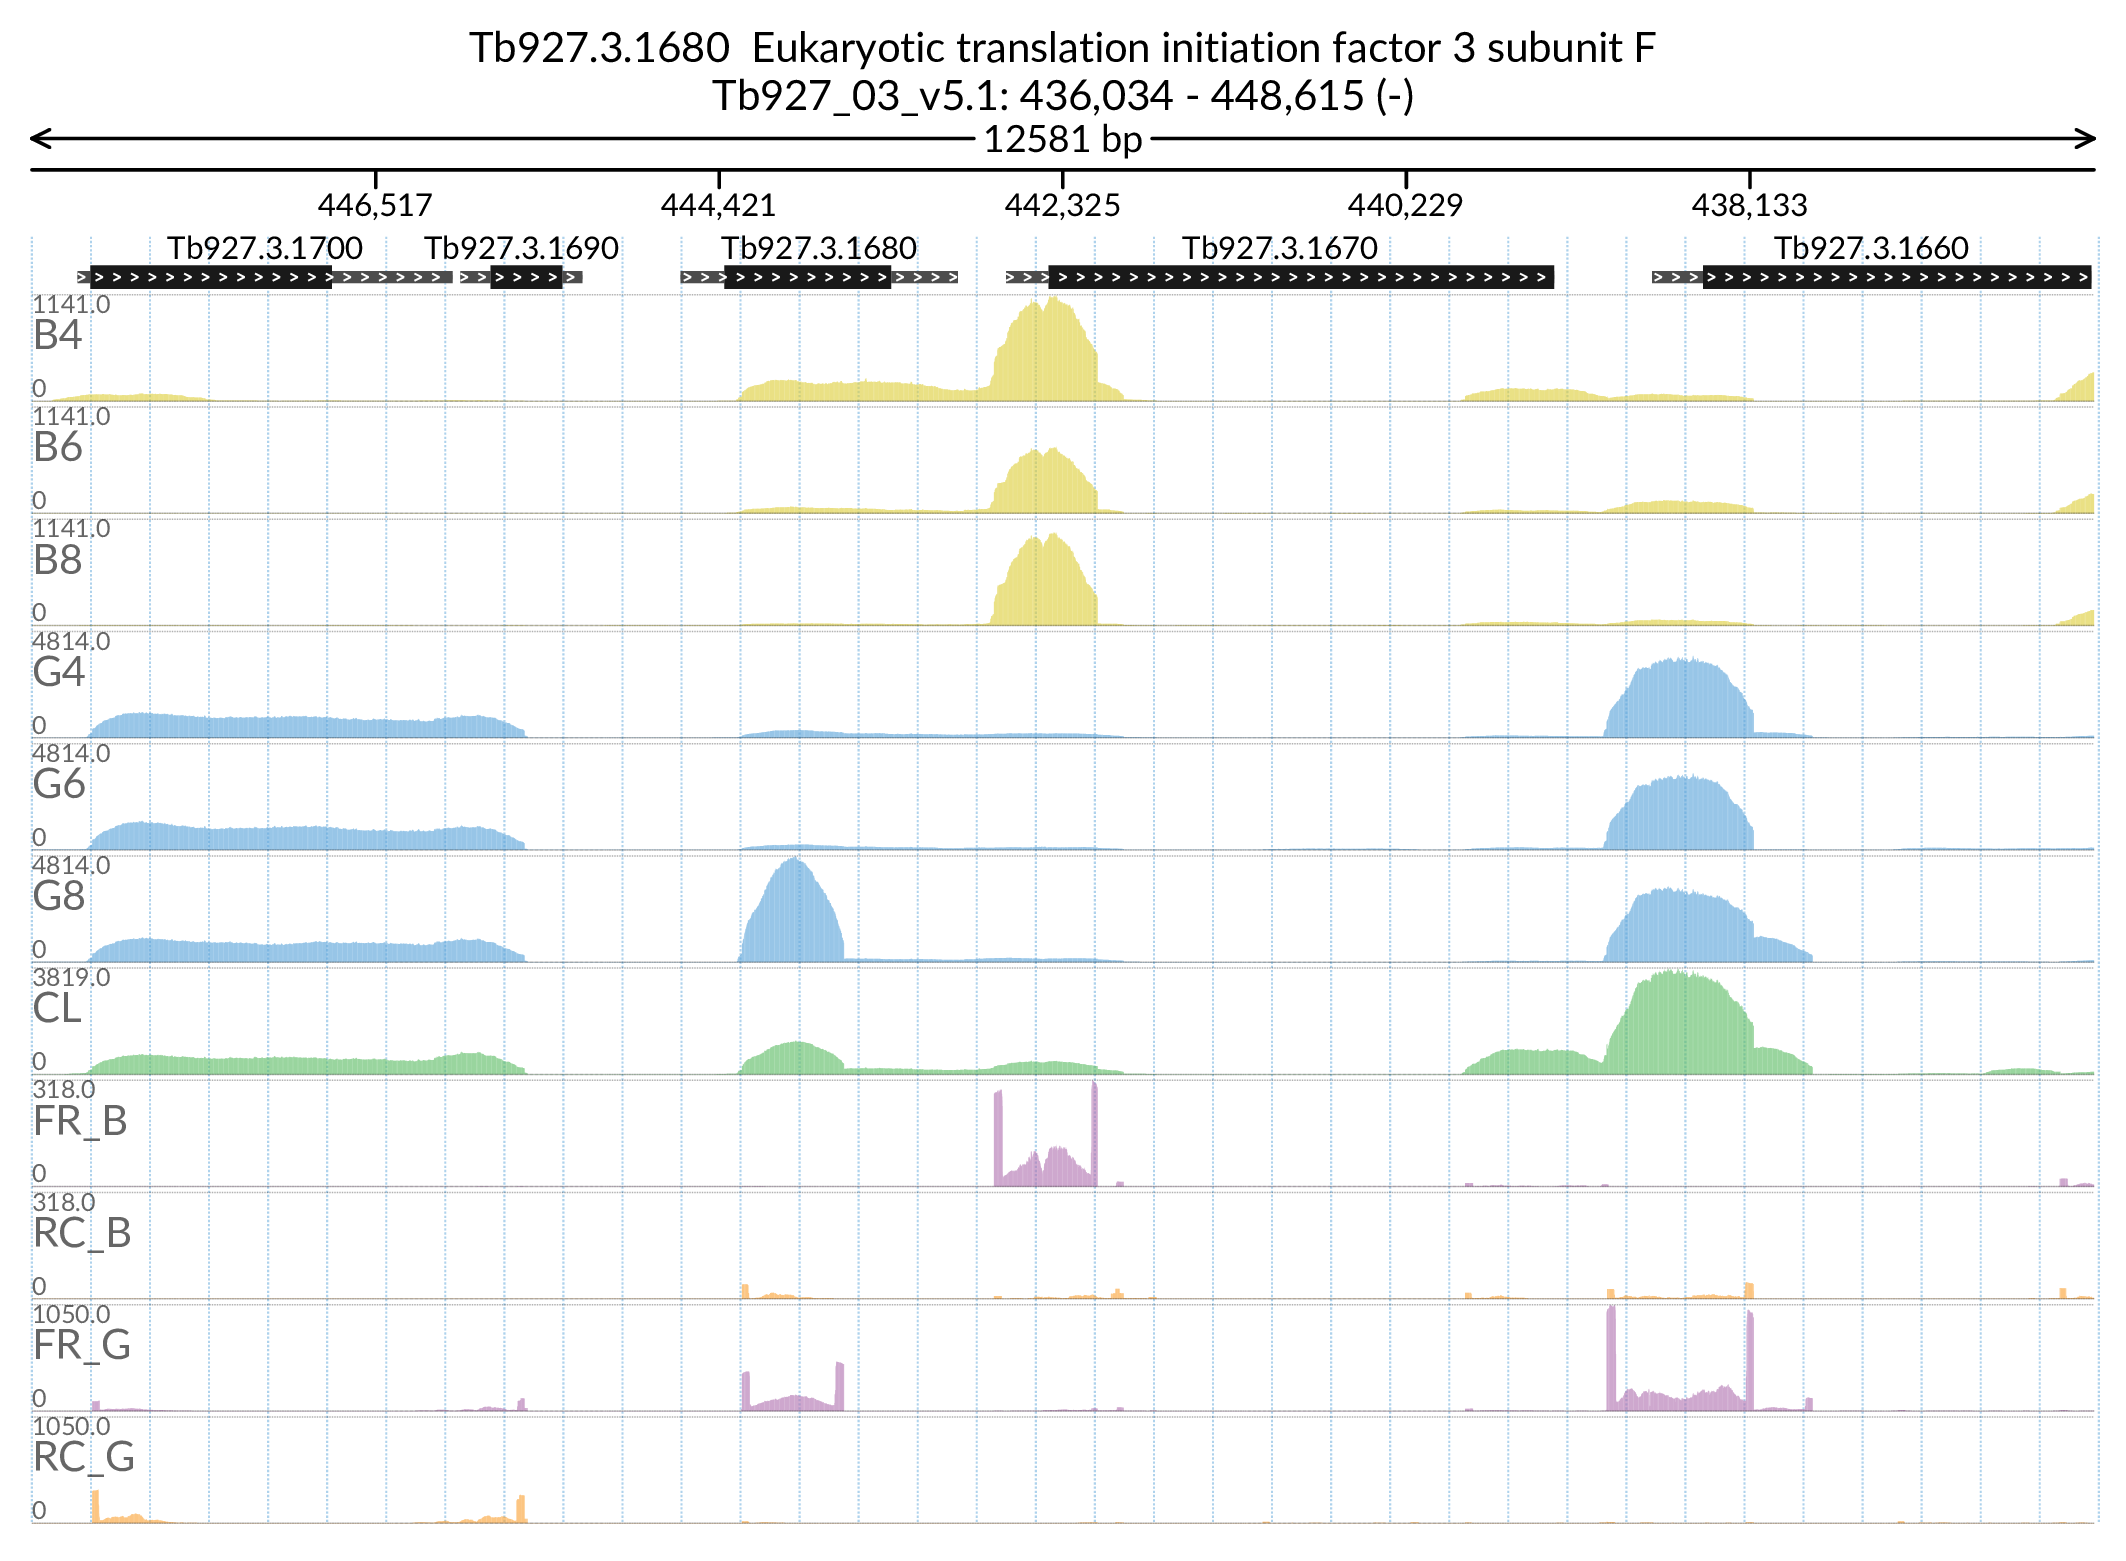 Tb927.3.1680  Eukaryotic translation initiation factor 3 subunit F
Tb927_03_v5.1: 436,034 - 448,615 (-)
12581 bp
446,517 444,421 442,325 440,229 438,133
Tb927.3.1700 Tb927.3.1690 Tb927.3.1680 Tb927.3.1670 Tb927.3.1660
1141.0
B4
0
1141.0
B6
0
1141.0
B8
0
4814.0
G4
0
4814.0
G6
0
4814.0
G8
0
3819.0
CL
0
318.0
FR_B
0
318.0
RC_B
0
1050.0
FR_G
0
1050.0
RC_G
0